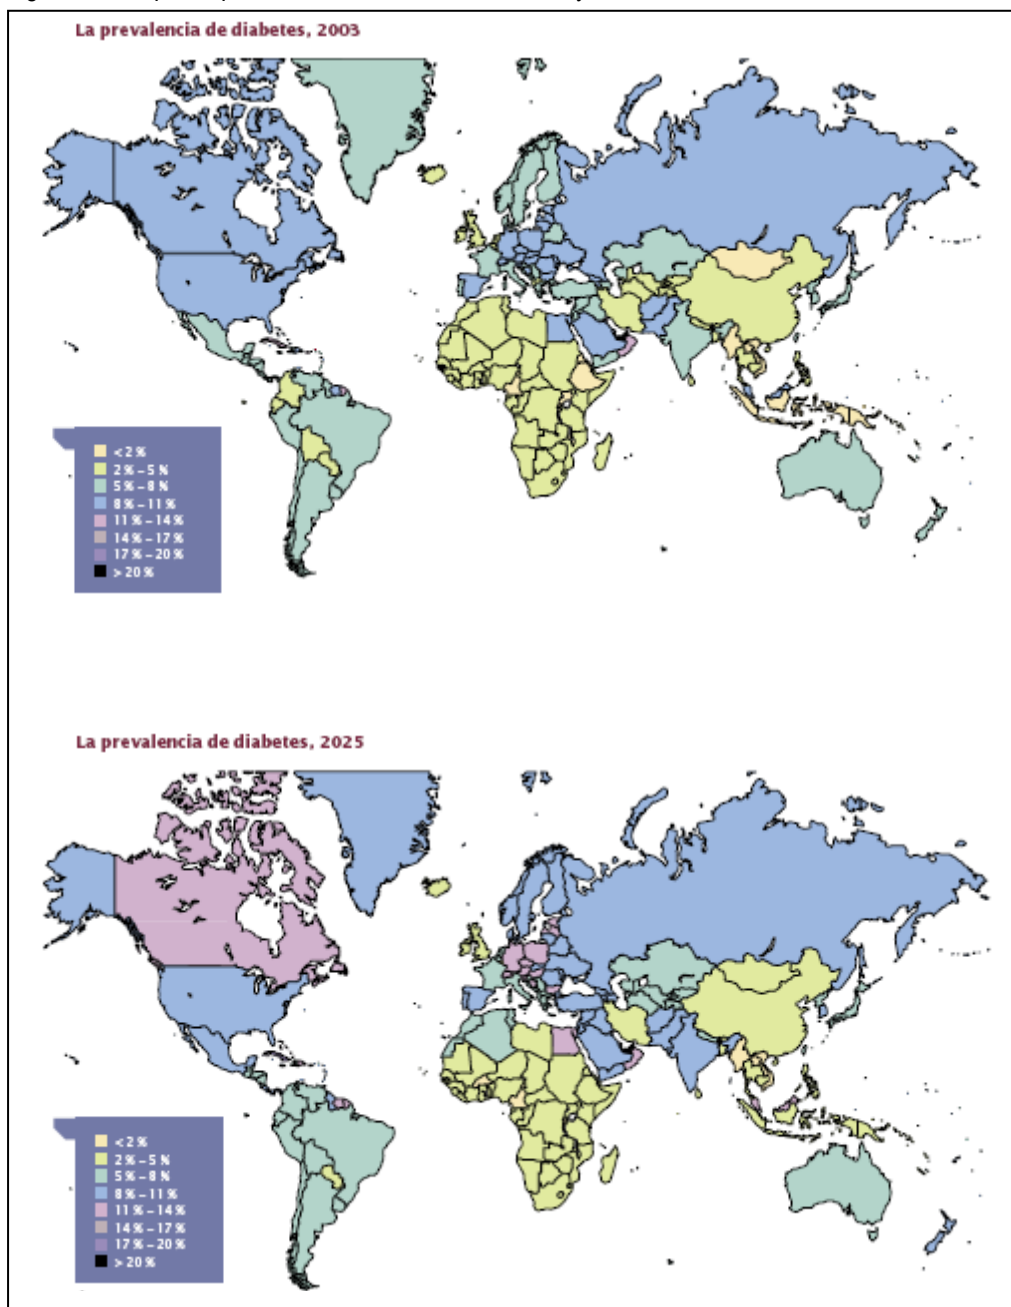 La prevalencia de diabetes, 2003
< 2 %
2 % – 5 %
5 % – 8 %
8 % – 11 %
11 % – 14 %
14 % – 17 %
17 % – 20 %
> 20 %
La prevalencia de diabetes, 2025
< 2 %
2 % – 5 %
5 % – 8 %
8 % – 11 %
11 % – 14 %
14 % – 17 %
17 % – 20 %
> 20 %